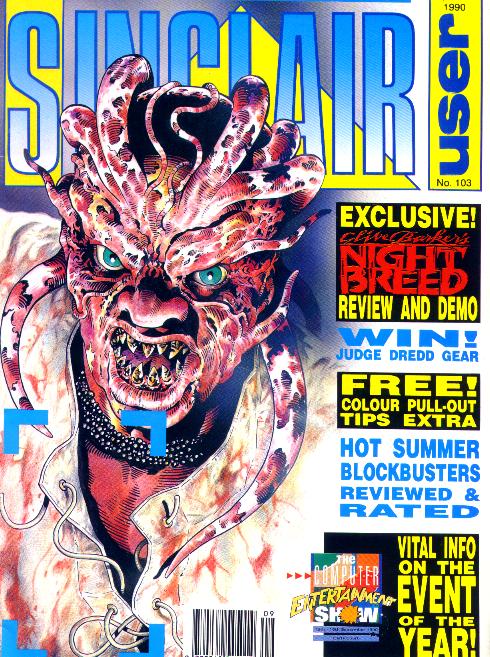 SINCLAIR
1990
user
No. 103
EXCLUSIVE!
Clive Barker's
NIGHT
BREED
REVIEW AND DEMO
WIN!
JUDGE DREDD GEAR
FREE!
COLOUR PULL-OUT
TIPS EXTRA
HOT SUMMER
BLOCKBUSTERS
REVIEWED &
RATED
VITAL INFO
ON THE
EVENT
OF THE
YEAR!
The
COMPUTER
ENTERTAINMENT
SHOW
09